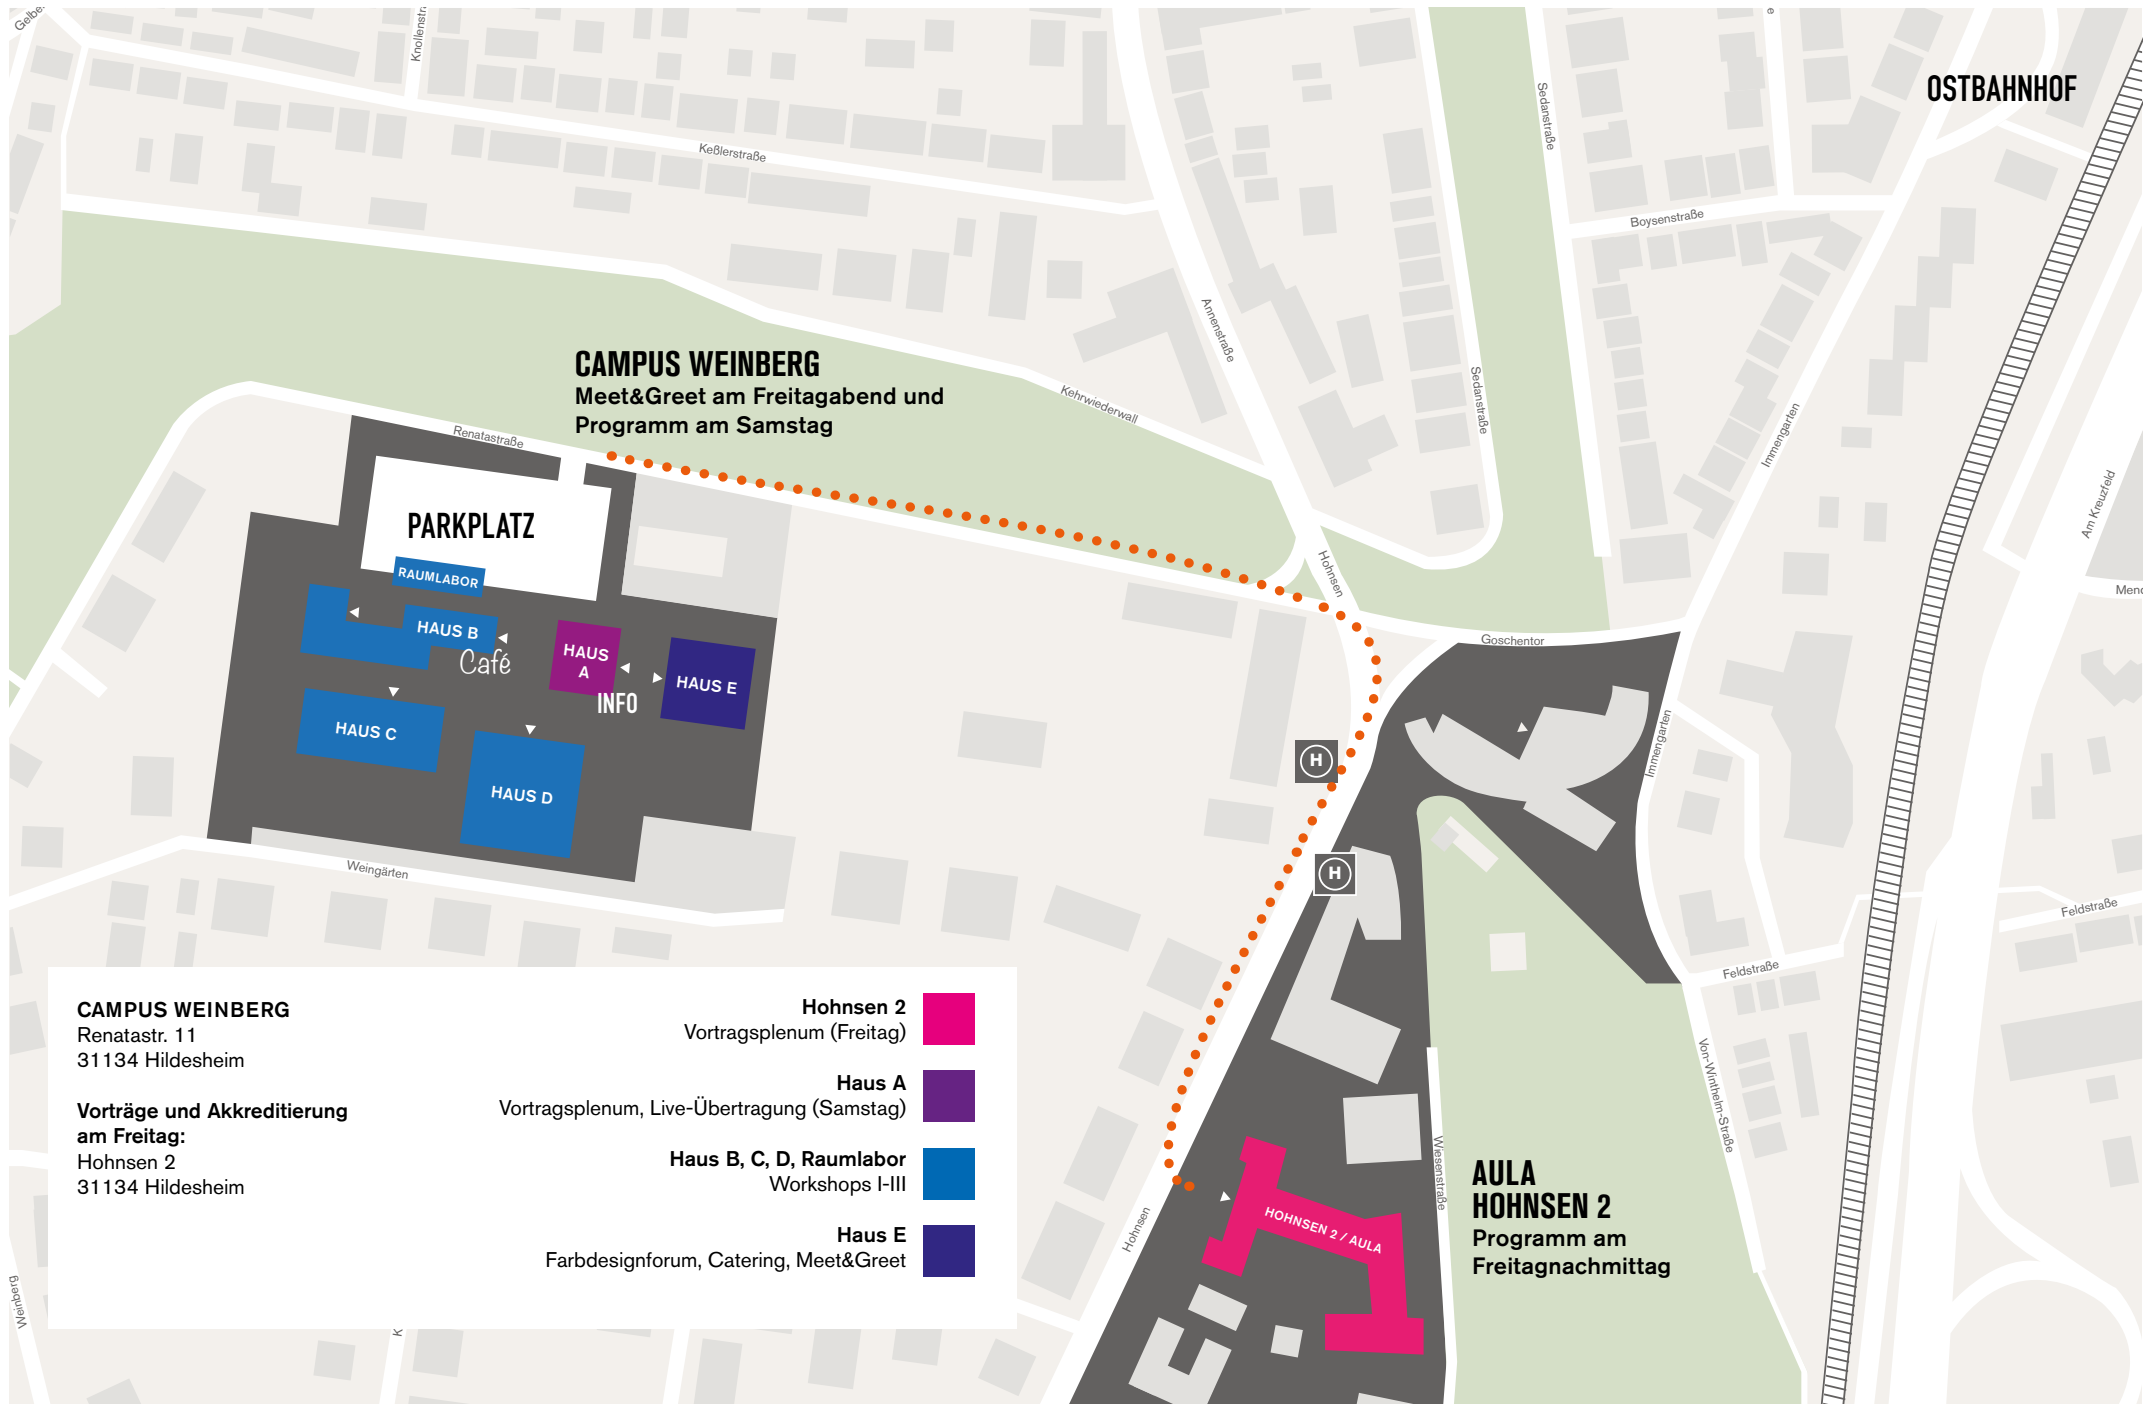 Knollenstr
OSTBAHNHOF
Sedanstraße
Keßlerstraße
Boysenstraße
Annenstraße
CAMPUS WEINBERG
Meet&Greet am Freitagabend und
Programm am Samstag
Kehrwiederwall
Sedanstraße
Immengarten
Renatastraße
Am Kreuzfeld
PARKPLATZ
Hohnsen
RAUMLABOR
HAUS B
Café
HAUS
A
INFO
HAUS E
Goschentor
HAUS C
HAUS D
H
H
Immengarten
Weingärten
Feldstraße
Feldstraße
CAMPUS WEINBERG
Renatastr. 11
31134 Hildesheim
Vorträge und Akkreditierung
am Freitag:
Hohnsen 2
31134 Hildesheim
Hohnsen 2
Vortragsplenum (Freitag)
Haus A
Vortragsplenum, Live-Übertragung (Samstag)
Haus B, C, D, Raumlabor
Workshops I-III
Haus E
Farbdesignforum, Catering, Meet&Greet
Von-Winthelm-Straße
Wiesenstraße
AULA
HOHNSEN 2
Programm am
Freitagnachmittag
HOHNSEN 2 / AULA
Hohnsen
Weinberg
K